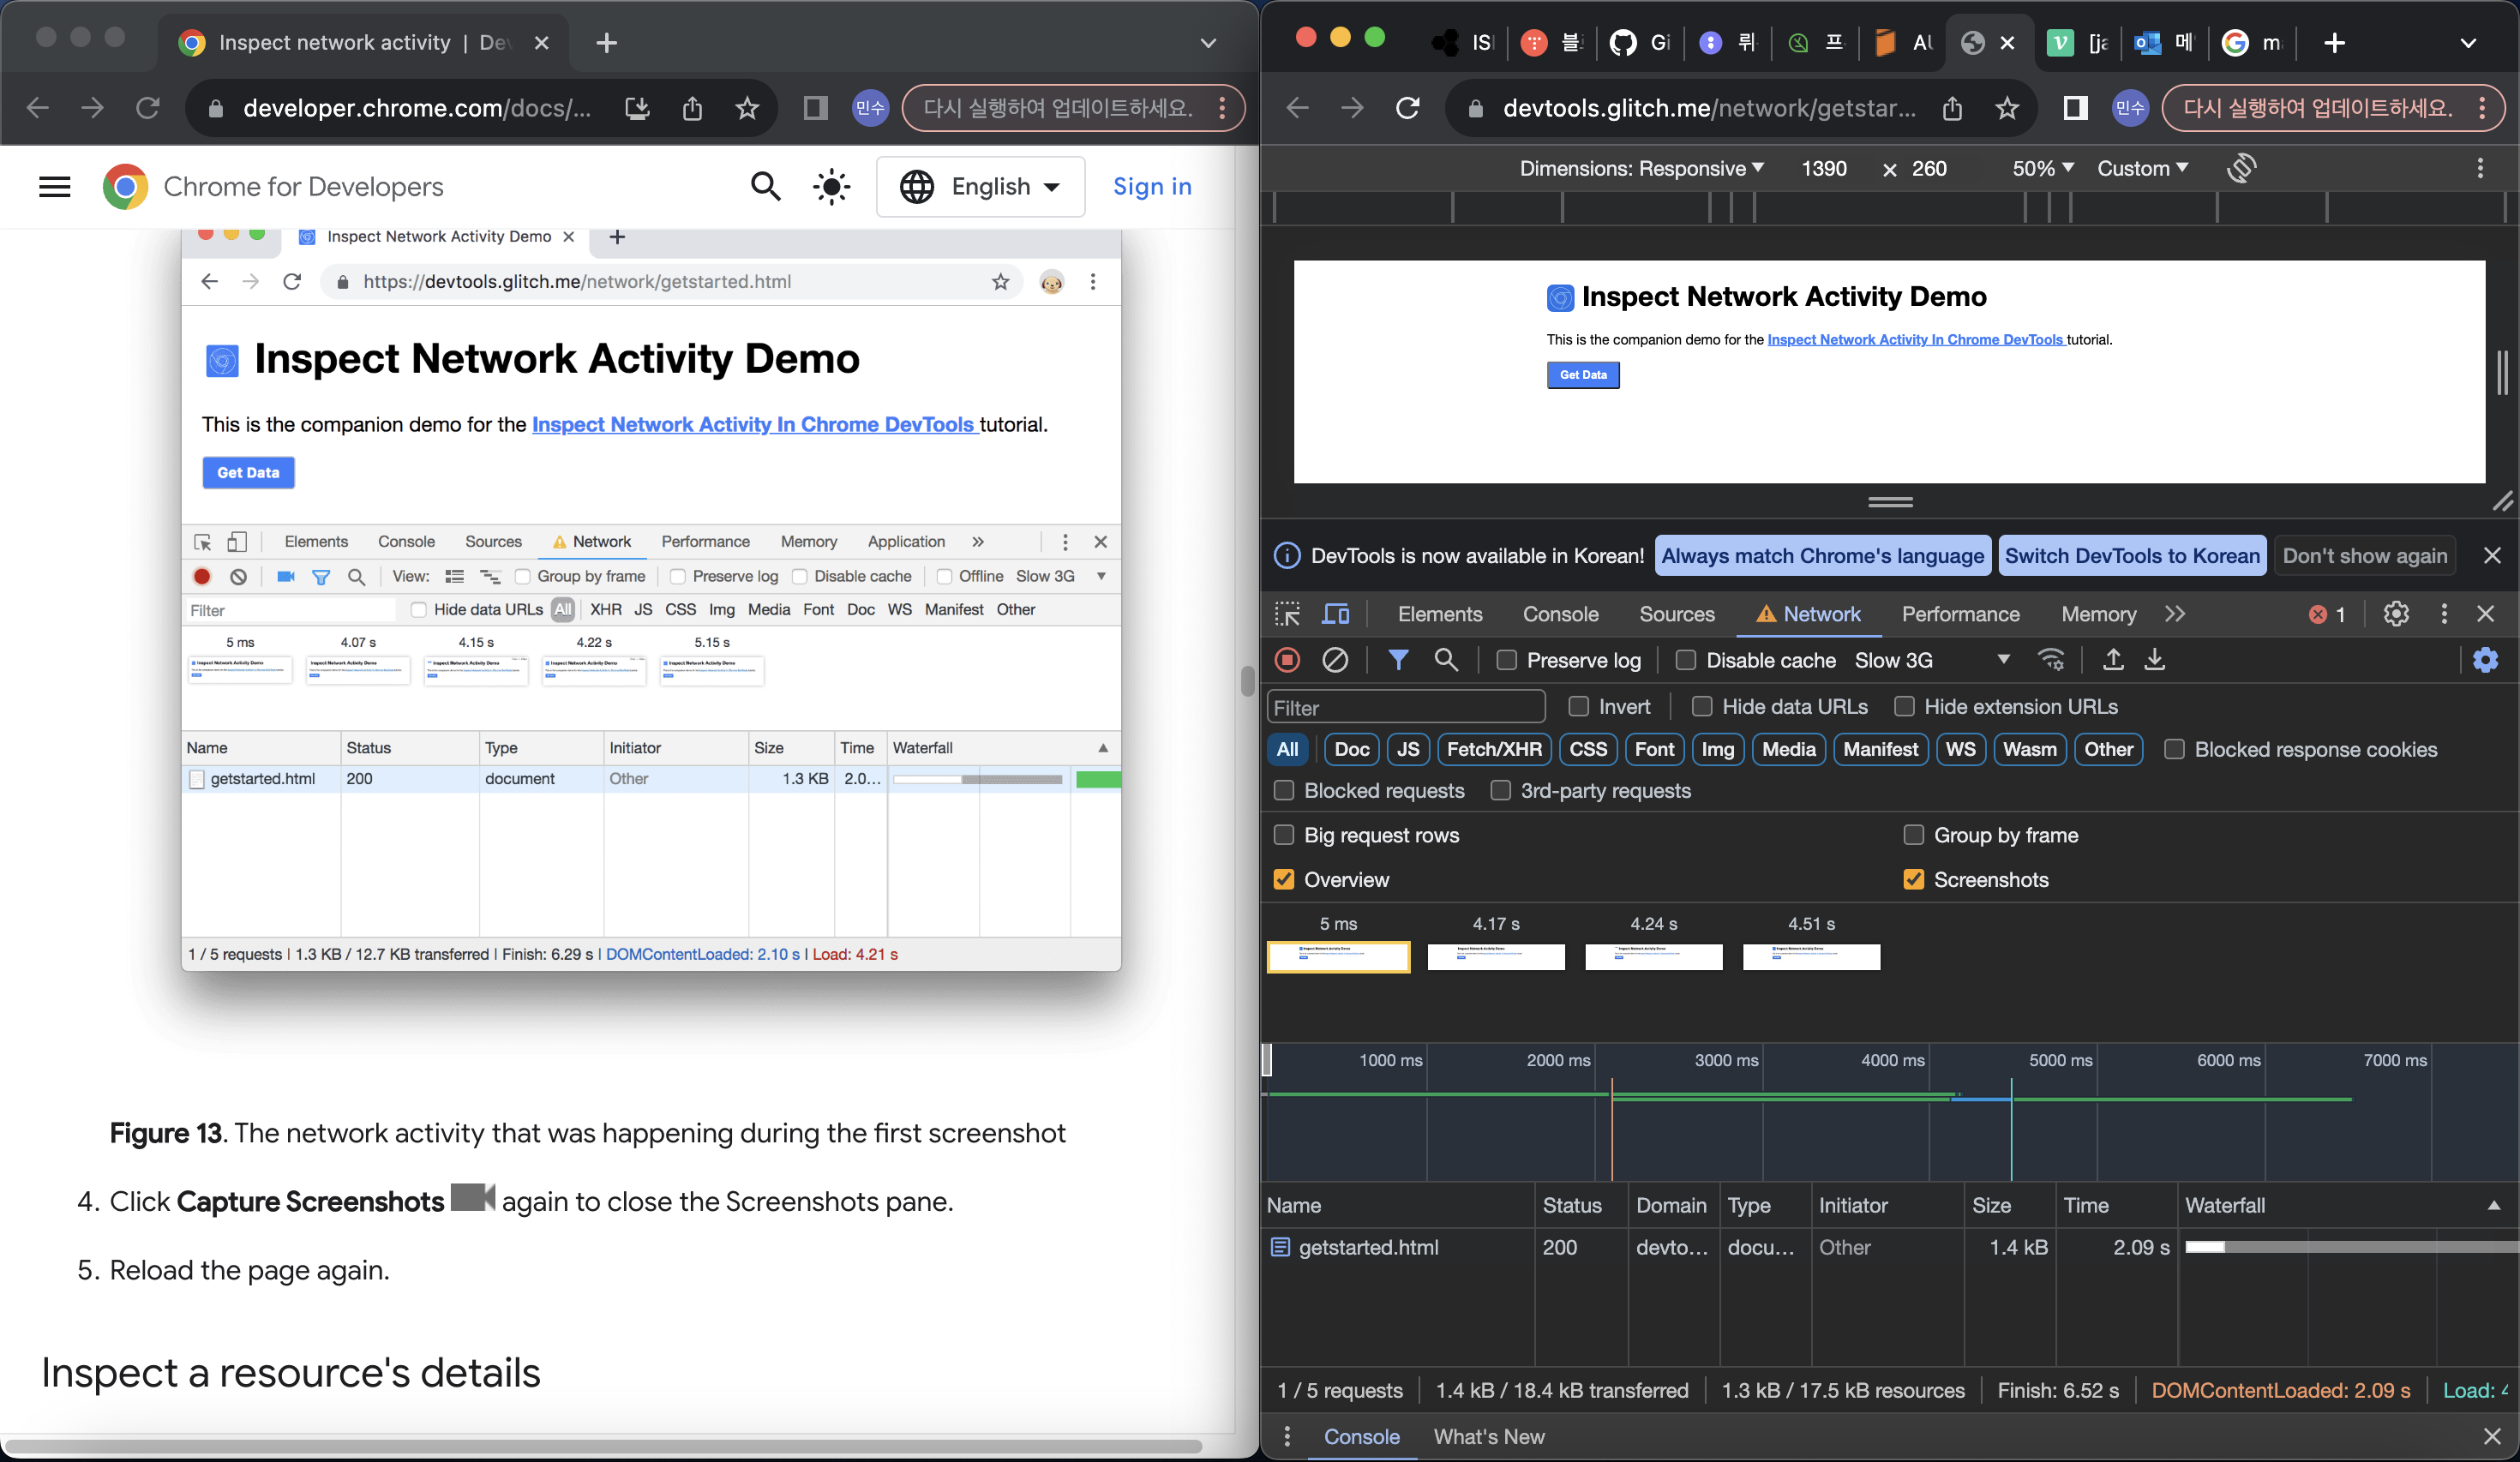 Inspect network activity | Dev
developer.chrome.com/docs/...
민수
다시 실행하여 업데이트하세요.
Chrome for Developers
English
Sign in
Inspect Network Activity Demo
https://devtools.glitch.me/network/getstarted.html
Inspect Network Activity Demo
This is the companion demo for the Inspect Network Activity In Chrome DevTools tutorial.
Get Data
Elements Console Sources Network Performance Memory Application
View: Group by frame Preserve log Disable cache Offline Slow 3G
Filter Hide data URLs All XHR JS CSS Img Media Font Doc WS Manifest Other
5 ms 4.07 s 4.15 s 4.22 s 5.15 s
Name Status Type Initiator Size Time Waterfall
getstarted.html 200 document Other 1.3 KB 2.0...
1 / 5 requests | 1.3 KB / 12.7 KB transferred | Finish: 6.29 s | DOMContentLoaded: 2.10 s | Load: 4.21 s
Figure 13. The network activity that was happening during the first screenshot
4. Click Capture Screenshots again to close the Screenshots pane.
5. Reload the page again.
Inspect a resource's details
IS 블 Gi 뤼 프 AU [ja 메 m
devtools.glitch.me/network/getstar...
민수
다시 실행하여 업데이트하세요.
Dimensions: Responsive 1390 × 260 50% Custom
Inspect Network Activity Demo
This is the companion demo for the Inspect Network Activity In Chrome DevTools tutorial.
Get Data
DevTools is now available in Korean! Always match Chrome's language Switch DevTools to Korean Don't show again
Elements Console Sources Network Performance Memory 1
Preserve log Disable cache Slow 3G
Filter Invert Hide data URLs Hide extension URLs
All Doc JS Fetch/XHR CSS Font Img Media Manifest WS Wasm Other Blocked response cookies
Blocked requests 3rd-party requests
Big request rows Group by frame
Overview Screenshots
5 ms 4.17 s 4.24 s 4.51 s
1000 ms 2000 ms 3000 ms 4000 ms 5000 ms 6000 ms 7000 ms
Name Status Domain Type Initiator Size Time Waterfall
getstarted.html 200 devto... docu... Other 1.4 kB 2.09 s
1 / 5 requests 1.4 kB / 18.4 kB transferred 1.3 kB / 17.5 kB resources Finish: 6.52 s DOMContentLoaded: 2.09 s Load: 4
Console What's New